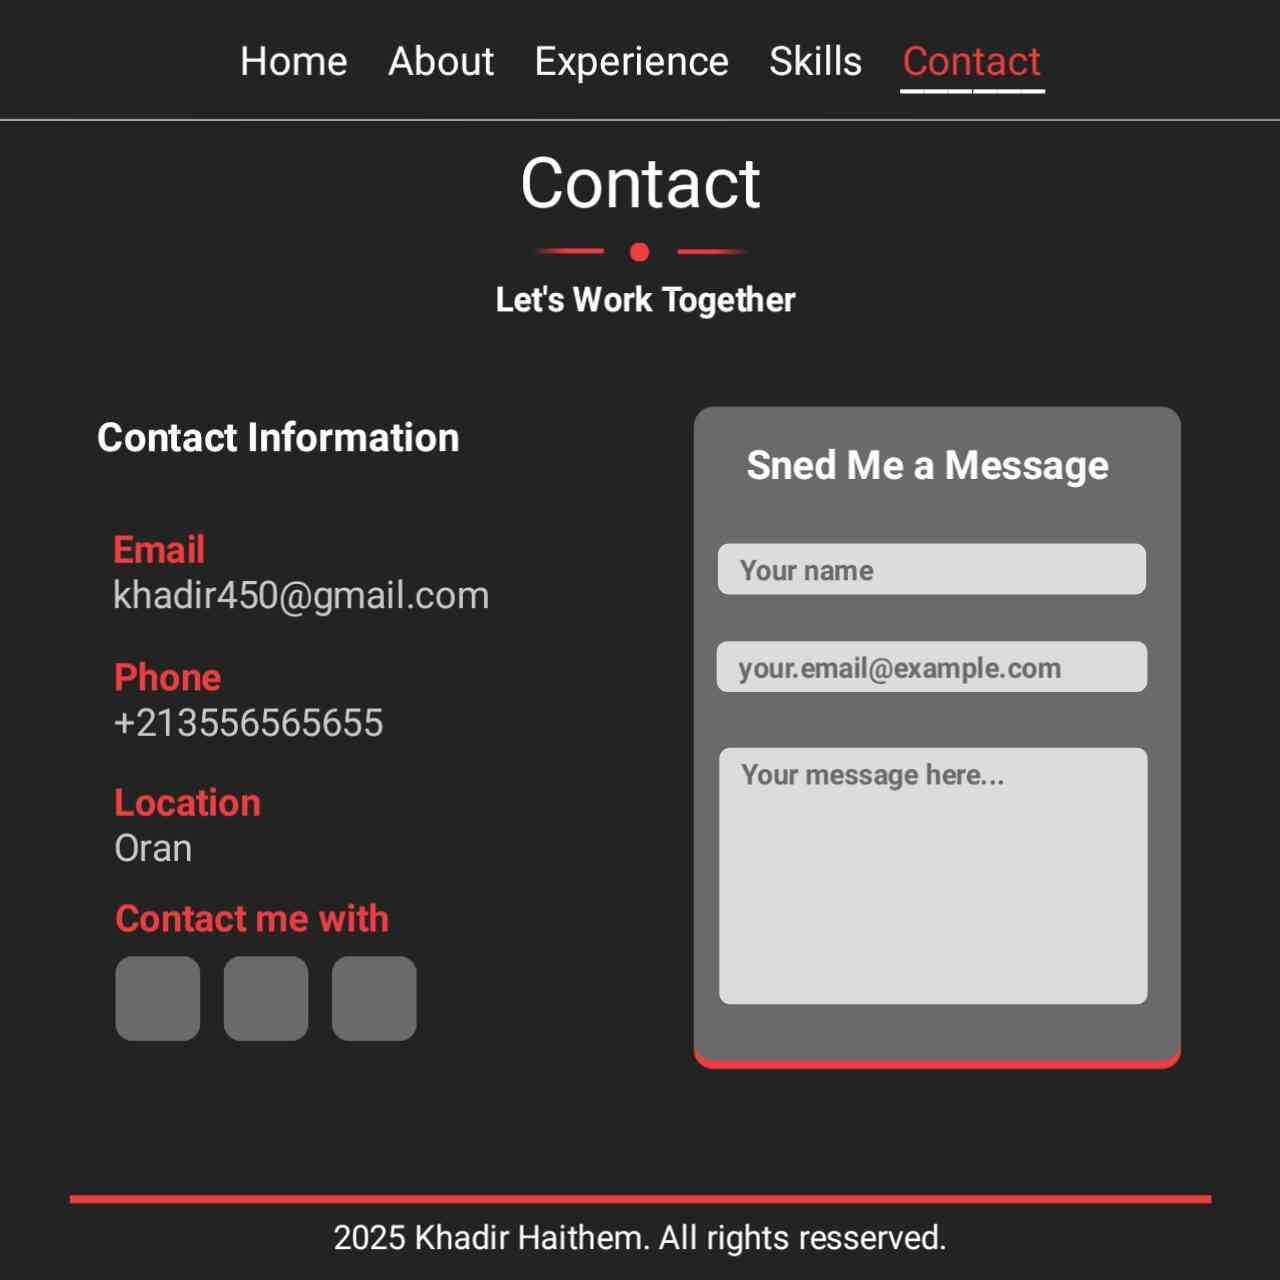 Home About Experience Skills Contact
Contact
Let's Work Together
Contact Information
Email
khadir450@gmail.com
Phone
+213556565655
Location
Oran
Contact me with
Sned Me a Message
Your name
your.email@example.com
Your message here...
2025 Khadir Haithem. All rights resserved.